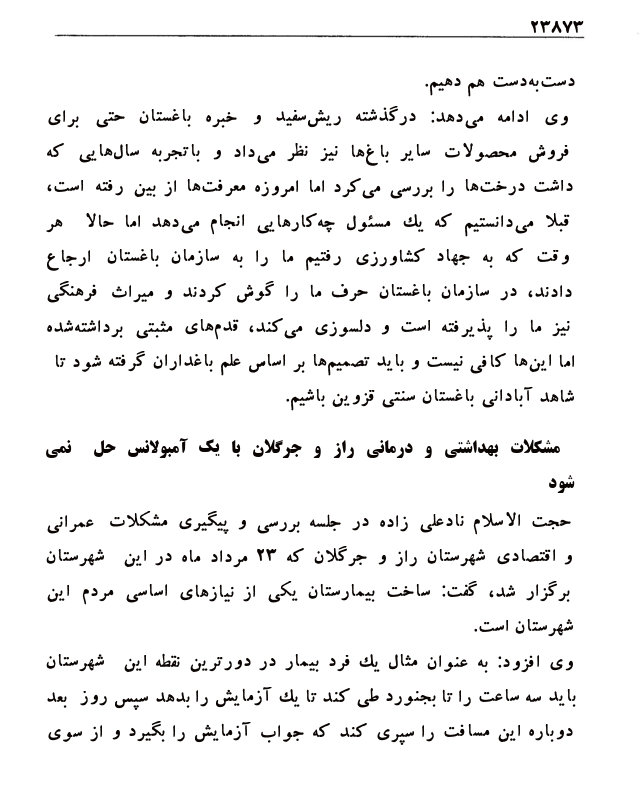 ۲۳۸۷۳
دست‌به‌دست هم دهیم.
وی ادامه می‌دهد: درگذشته ریش‌سفید و خبره باغستان حتی برای
فروش محصولات سایر باغ‌ها نیز نظر می‌داد و باتجربه سال‌هایی که
داشت درخت‌ها را بررسی می‌کرد اما امروزه معرفت‌ها از بین رفته است،
قبلا می‌دانستیم که یك مسئول چه‌کارهایی انجام می‌دهد اما حالا هر
وقت که به جهاد کشاورزی رفتیم ما را به سازمان باغستان ارجاع
دادند، در سازمان باغستان حرف ما را گوش کردند و میراث فرهنگی
نیز ما را پذیرفته است و دلسوزی می‌کند، قدم‌های مثبتی برداشته‌شده
اما این‌ها کافی نیست و باید تصمیم‌ها بر اساس علم باغداران گرفته شود تا
شاهد آبادانی باغستان سنتی قزوین باشیم.
مشکلات بهداشتی و درمانی راز و جرگلان با یک آمبولانس حل نمی
شود
حجت الاسلام نادعلی زاده در جلسه بررسی و پیگیری مشکلات عمرانی
و اقتصادی شهرستان راز و جرگلان که ۲۳ مرداد ماه در این شهرستان
برگزار شد، گفت: ساخت بیمارستان یکی از نیازهای اساسی مردم این
شهرستان است.
وی افزود: به عنوان مثال یك فرد بیمار در دورترین نقطه این شهرستان
باید سه ساعت را تا بجنورد طی کند تا یك آزمایش را بدهد سپس روز بعد
دوباره این مسافت را سپری کند که جواب آزمایش را بگیرد و از سوی